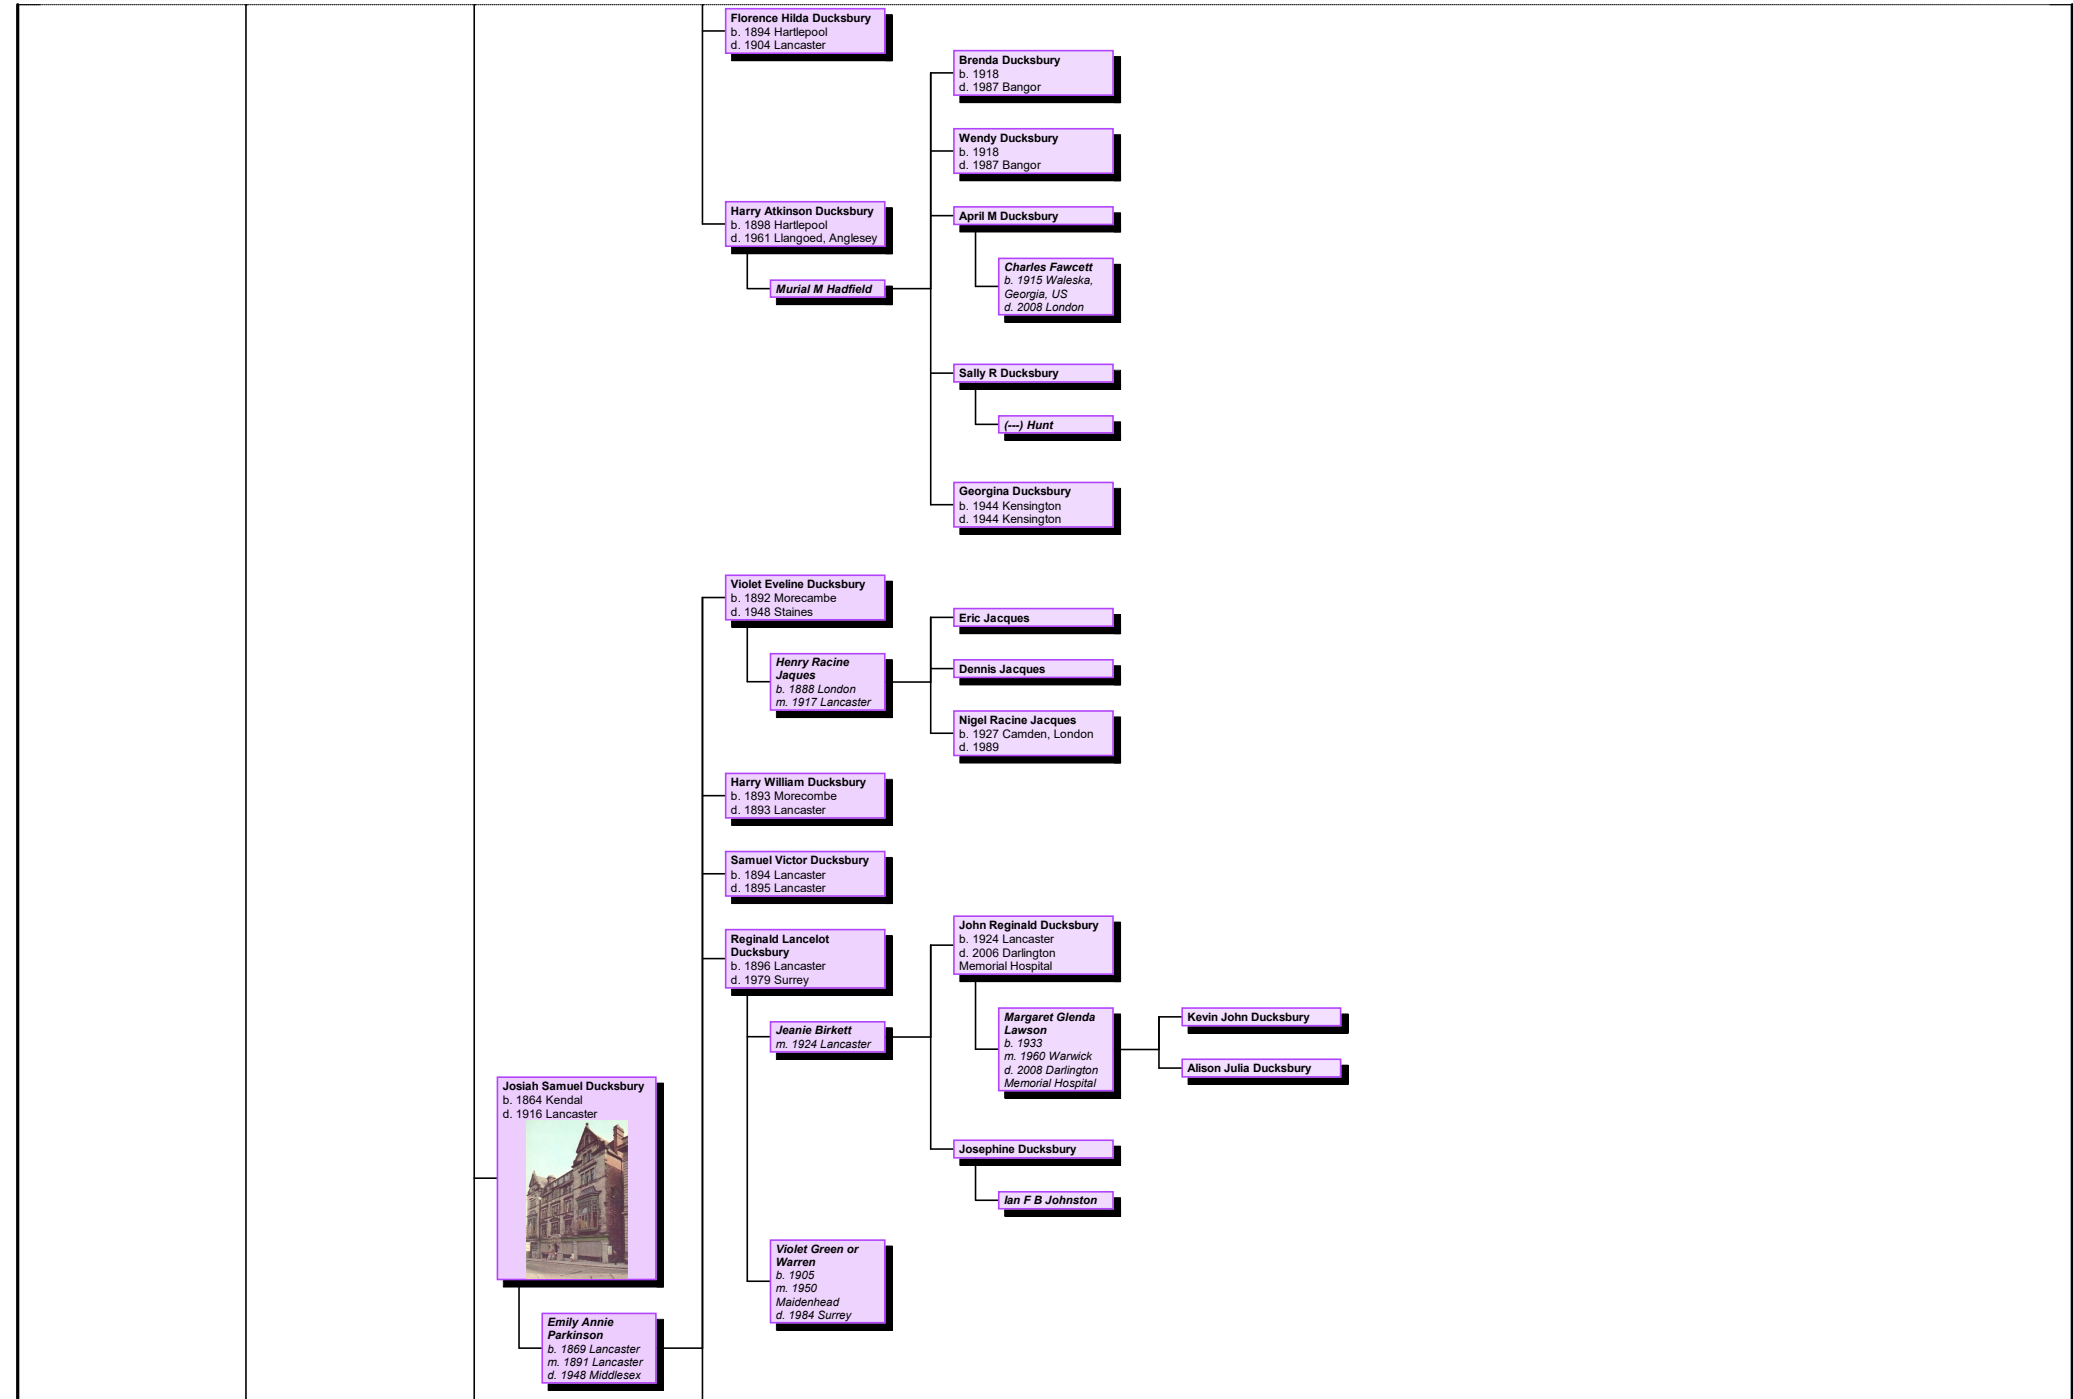 Florence Hilda Ducksbury
b. 1894 Hartlepool
d. 1904 Lancaster
Brenda Ducksbury
b. 1918
d. 1987 Bangor
Wendy Ducksbury
b. 1918
d. 1987 Bangor
Harry Atkinson Ducksbury
b. 1898 Hartlepool
d. 1961 Llangoed, Anglesey
Murial M Hadfield
April M Ducksbury
Charles Fawcett
b. 1915 Waleska,
Georgia, US
d. 2008 London
Sally R Ducksbury
(---) Hunt
Georgina Ducksbury
b. 1944 Kensington
d. 1944 Kensington
Violet Eveline Ducksbury
b. 1892 Morecambe
d. 1948 Staines
Henry Racine
Jaques
b. 1888 London
m. 1917 Lancaster
Eric Jacques
Dennis Jacques
Nigel Racine Jacques
b. 1927 Camden, London
d. 1989
Harry William Ducksbury
b. 1893 Morecombe
d. 1893 Lancaster
Samuel Victor Ducksbury
b. 1894 Lancaster
d. 1895 Lancaster
Reginald Lancelot
Ducksbury
b. 1896 Lancaster
d. 1979 Surrey
Jeanie Birkett
m. 1924 Lancaster
John Reginald Ducksbury
b. 1924 Lancaster
d. 2006 Darlington
Memorial Hospital
Margaret Glenda
Lawson
b. 1933
m. 1960 Warwick
d. 2008 Darlington
Memorial Hospital
Kevin John Ducksbury
Alison Julia Ducksbury
Josephine Ducksbury
Ian F B Johnston
Violet Green or
Warren
b. 1905
m. 1950
Maidenhead
d. 1984 Surrey
Josiah Samuel Ducksbury
b. 1864 Kendal
d. 1916 Lancaster
Emily Annie
Parkinson
b. 1869 Lancaster
m. 1891 Lancaster
d. 1948 Middlesex